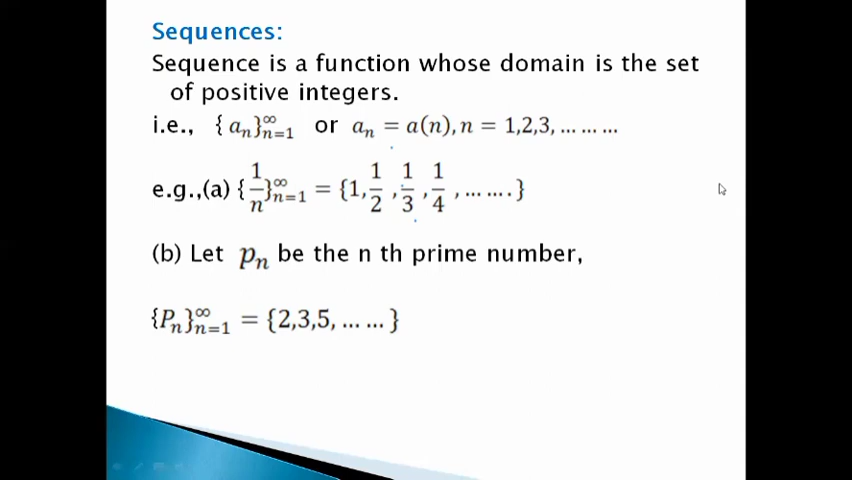 Sequences:
Sequence is a function whose domain is the set
of positive integers.
i.e., { aₙ}ₙ₌₁^∞ or aₙ = a(n), n = 1,2,3, … … …
e.g.,(a) {1/n}ₙ₌₁^∞ = {1, 1/2 , 1/3 , 1/4 , … … . }
(b) Let pₙ be the n th prime number,
{Pₙ}ₙ₌₁^∞ = {2,3,5, … … }